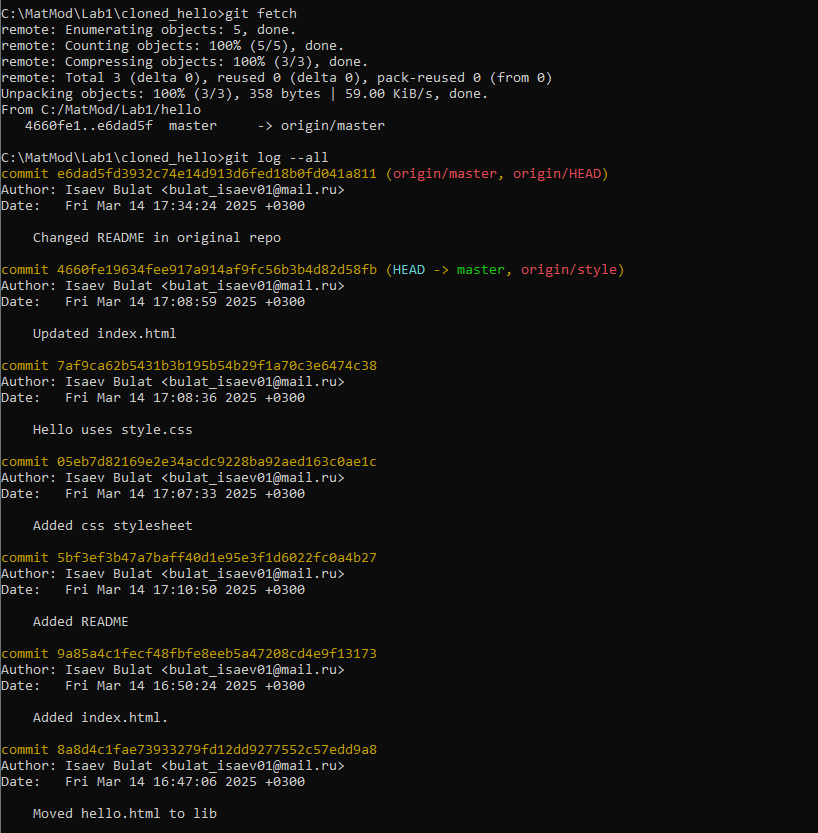 C:\MatMod\Lab1\cloned_hello>git fetch
remote: Enumerating objects: 5, done.
remote: Counting objects: 100% (5/5), done.
remote: Compressing objects: 100% (3/3), done.
remote: Total 3 (delta 0), reused 0 (delta 0), pack-reused 0 (from 0)
Unpacking objects: 100% (3/3), 358 bytes | 59.00 KiB/s, done.
From C:/MatMod/Lab1/hello
   4660fe1..e6dad5f  master     -> origin/master
C:\MatMod\Lab1\cloned_hello>git log --all
commit e6dad5fd3932c74e14d913d6fed18b0fd041a811 (origin/master, origin/HEAD)
Author: Isaev Bulat <bulat_isaev01@mail.ru>
Date:   Fri Mar 14 17:34:24 2025 +0300
    Changed README in original repo
commit 4660fe19634fee917a914af9fc56b3b4d82d58fb (HEAD -> master, origin/style)
Author: Isaev Bulat <bulat_isaev01@mail.ru>
Date:   Fri Mar 14 17:08:59 2025 +0300
    Updated index.html
commit 7af9ca62b5431b3b195b54b29f1a70c3e6474c38
Author: Isaev Bulat <bulat_isaev01@mail.ru>
Date:   Fri Mar 14 17:08:36 2025 +0300
    Hello uses style.css
commit 05eb7d82169e2e34acdc9228ba92aed163c0ae1c
Author: Isaev Bulat <bulat_isaev01@mail.ru>
Date:   Fri Mar 14 17:07:33 2025 +0300
    Added css stylesheet
commit 5bf3ef3b47a7baff40d1e95e3f1d6022fc0a4b27
Author: Isaev Bulat <bulat_isaev01@mail.ru>
Date:   Fri Mar 14 17:10:50 2025 +0300
    Added README
commit 9a85a4c1fecf48fbfe8eeb5a47208cd4e9f13173
Author: Isaev Bulat <bulat_isaev01@mail.ru>
Date:   Fri Mar 14 16:50:24 2025 +0300
    Added index.html.
commit 8a8d4c1fae73933279fd12dd9277552c57edd9a8
Author: Isaev Bulat <bulat_isaev01@mail.ru>
Date:   Fri Mar 14 16:47:06 2025 +0300
    Moved hello.html to lib